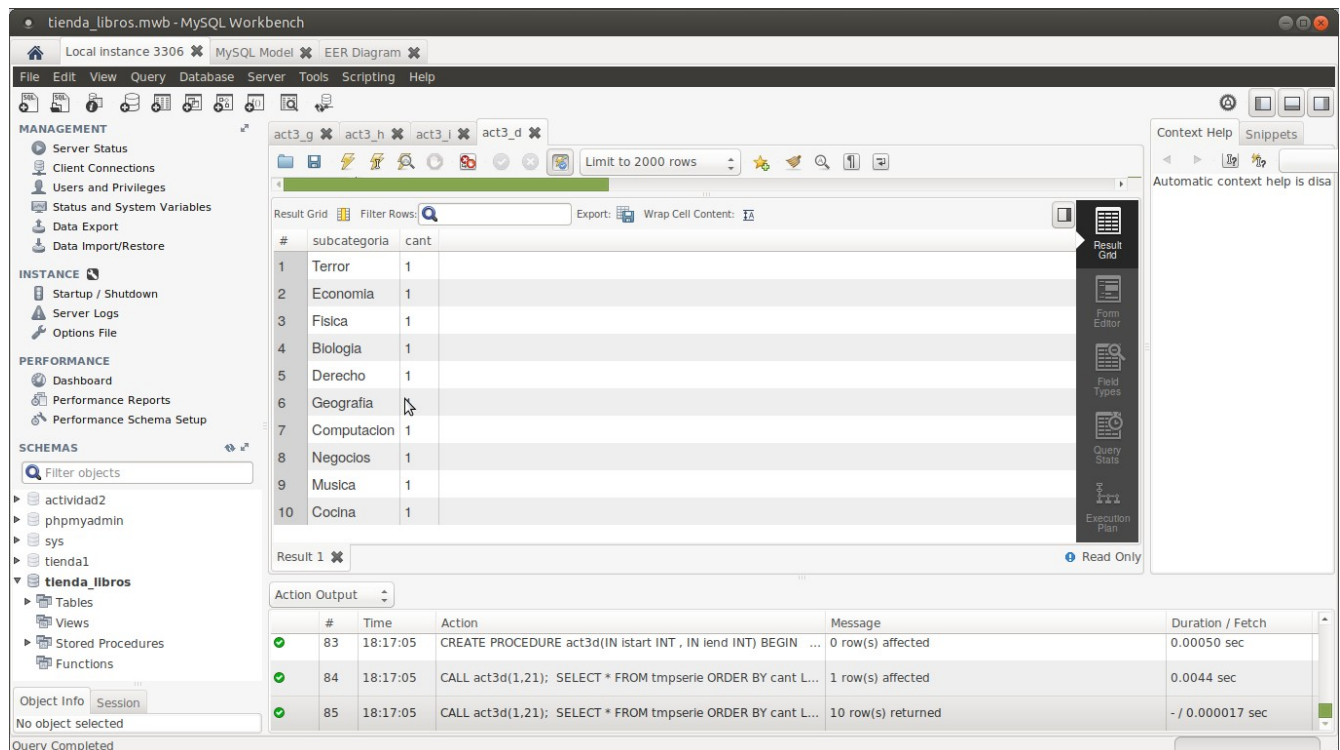 tienda_libros.mwb - MySQL Workbench
Local instance 3306 MySQL Model EER Diagram
File Edit View Query Database Server Tools Scripting Help
MANAGEMENT
Server Status
Client Connections
Users and Privileges
Status and System Variables
Data Export
Data Import/Restore
INSTANCE
Startup / Shutdown
Server Logs
Options File
PERFORMANCE
Dashboard
Performance Reports
Performance Schema Setup
SCHEMAS
Filter objects
actividad2
phpmyadmin
sys
tienda1
tienda_libros
Tables
Views
Stored Procedures
Functions
Object Info Session
No object selected
Query Completed
act3_g act3_h act3_i act3_d
Limit to 2000 rows
Result Grid Filter Rows: Export: Wrap Cell Content:
# subcategoria cant
1 Terror 1
2 Economia 1
3 Fisica 1
4 Biologia 1
5 Derecho 1
6 Geografia
7 Computacion 1
8 Negocios 1
9 Musica 1
10 Cocina 1
Result Grid
Form Editor
Field Types
Query Stats
Execution Plan
Result 1 Read Only
Action Output
# Time Action Message Duration / Fetch
83 18:17:05 CREATE PROCEDURE act3d(IN istart INT , IN iend INT) BEGIN ... 0 row(s) affected 0.00050 sec
84 18:17:05 CALL act3d(1,21); SELECT * FROM tmpserie ORDER BY cant L... 1 row(s) affected 0.0044 sec
85 18:17:05 CALL act3d(1,21); SELECT * FROM tmpserie ORDER BY cant L... 10 row(s) returned - / 0.000017 sec
Context Help Snippets
Automatic context help is disa